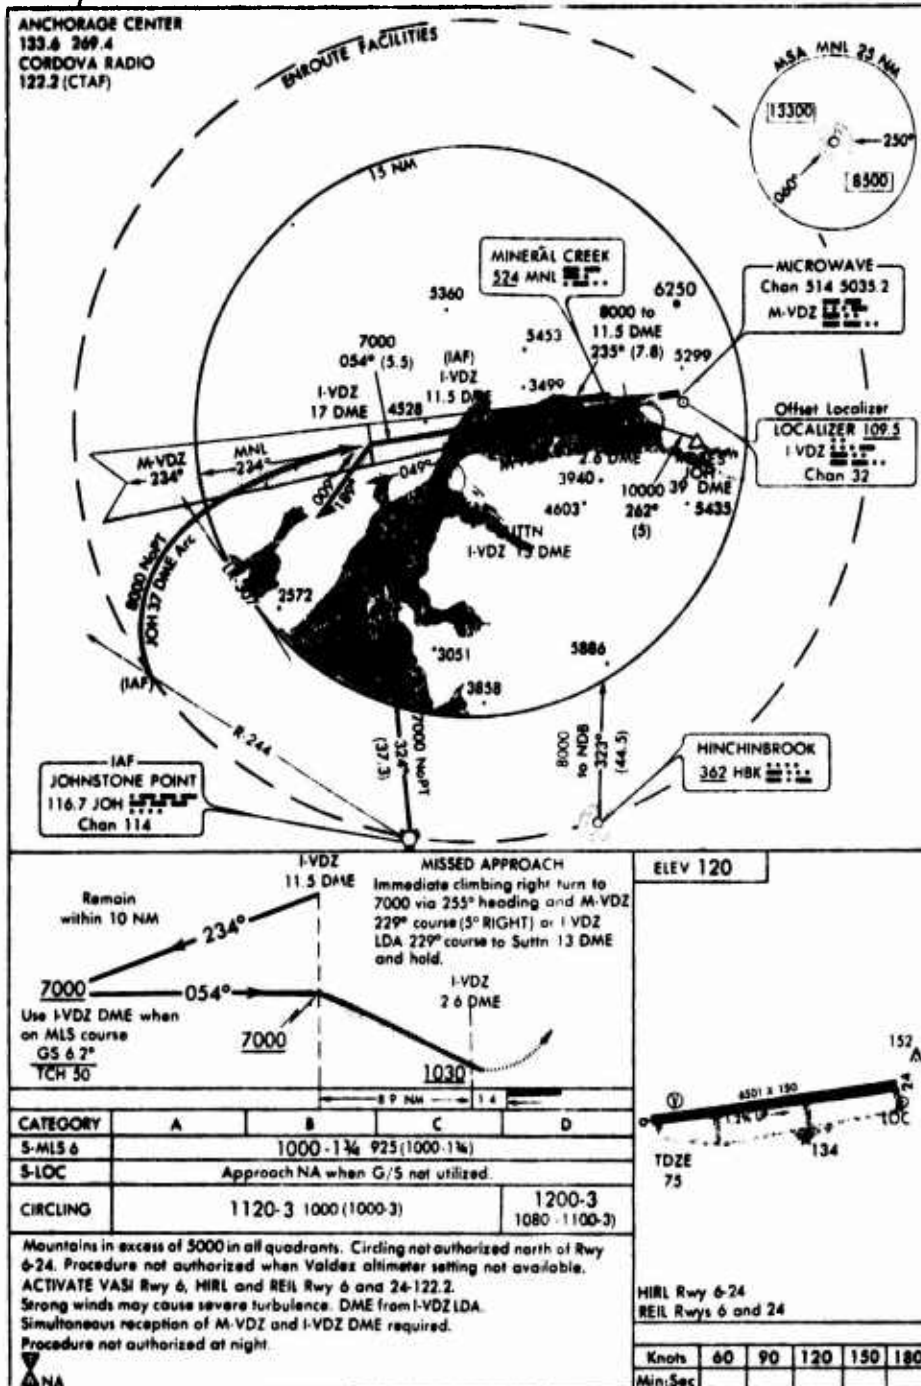 ANCHORAGE CENTER
133.6 269.4
CORDOVA RADIO
122.2 (CTAF)
ENROUTE FACILITIES
MSA MNL 25 NM
13300
250°
060°
8500
15 NM
MINERAL CREEK
524 MNL
MICROWAVE
Chan 514 5035.2
M-VDZ
5360
6250
8000 to
11.5 DME
235° (7.8)
7000
054° (5.5)
(IAF)
I-VDZ
11.5 DME
5453
5299
3499
I-VDZ
17 DME
4528
Offset Localizer
LOCALIZER 109.5
I-VDZ
Chan 32
M-VDZ
234°
MNL
234°
009°
189°
049°
2.6 DME
3940
JOH
39 DME
10000
262°
(5)
4603
5435
I-VDZ 13 DME
8000 NoPT
JOH 37 DME Arc
2572
3051
5886
3858
(IAF)
R-244
7000 NoPT
324°
(37.3)
8000
to NDB
323°
(44.5)
IAF
JOHNSTONE POINT
116.7 JOH
Chan 114
HINCHINBROOK
362 HBK
I-VDZ
11.5 DME
Remain
within 10 NM
234°
7000
054°
7000
Use I-VDZ DME when
on MLS course
GS 6.2°
TCH 50
MISSED APPROACH
Immediate climbing right turn to
7000 via 255° heading and M-VDZ
229° course (5° RIGHT) or I-VDZ
LDA 229° course to Suttn 13 DME
and hold.
I-VDZ
2.6 DME
1030
8.9 NM
1.4
ELEV 120
152
6501 X 150
1.2% UP
24
LOC
134
TDZE
75
HIRL Rwy 6-24
REIL Rwys 6 and 24
CATEGORY A B C D
S-MLS 6 1000-1¾ 925 (1000-1¾)
S-LOC Approach NA when G/S not utilized.
CIRCLING 1120-3 1000 (1000-3) 1200-3
1080 -1100-3)
Mountains in excess of 5000 in all quadrants. Circling not authorized north of Rwy
6-24. Procedure not authorized when Valdez altimeter setting not available.
ACTIVATE VASI Rwy 6, HIRL and REIL Rwy 6 and 24-122.2.
Strong winds may cause severe turbulence. DME from I-VDZ LDA.
Simultaneous reception of M-VDZ and I-VDZ DME required.
Procedure not authorized at night.
NA
Knots 60 90 120 150 180
Min:Sec